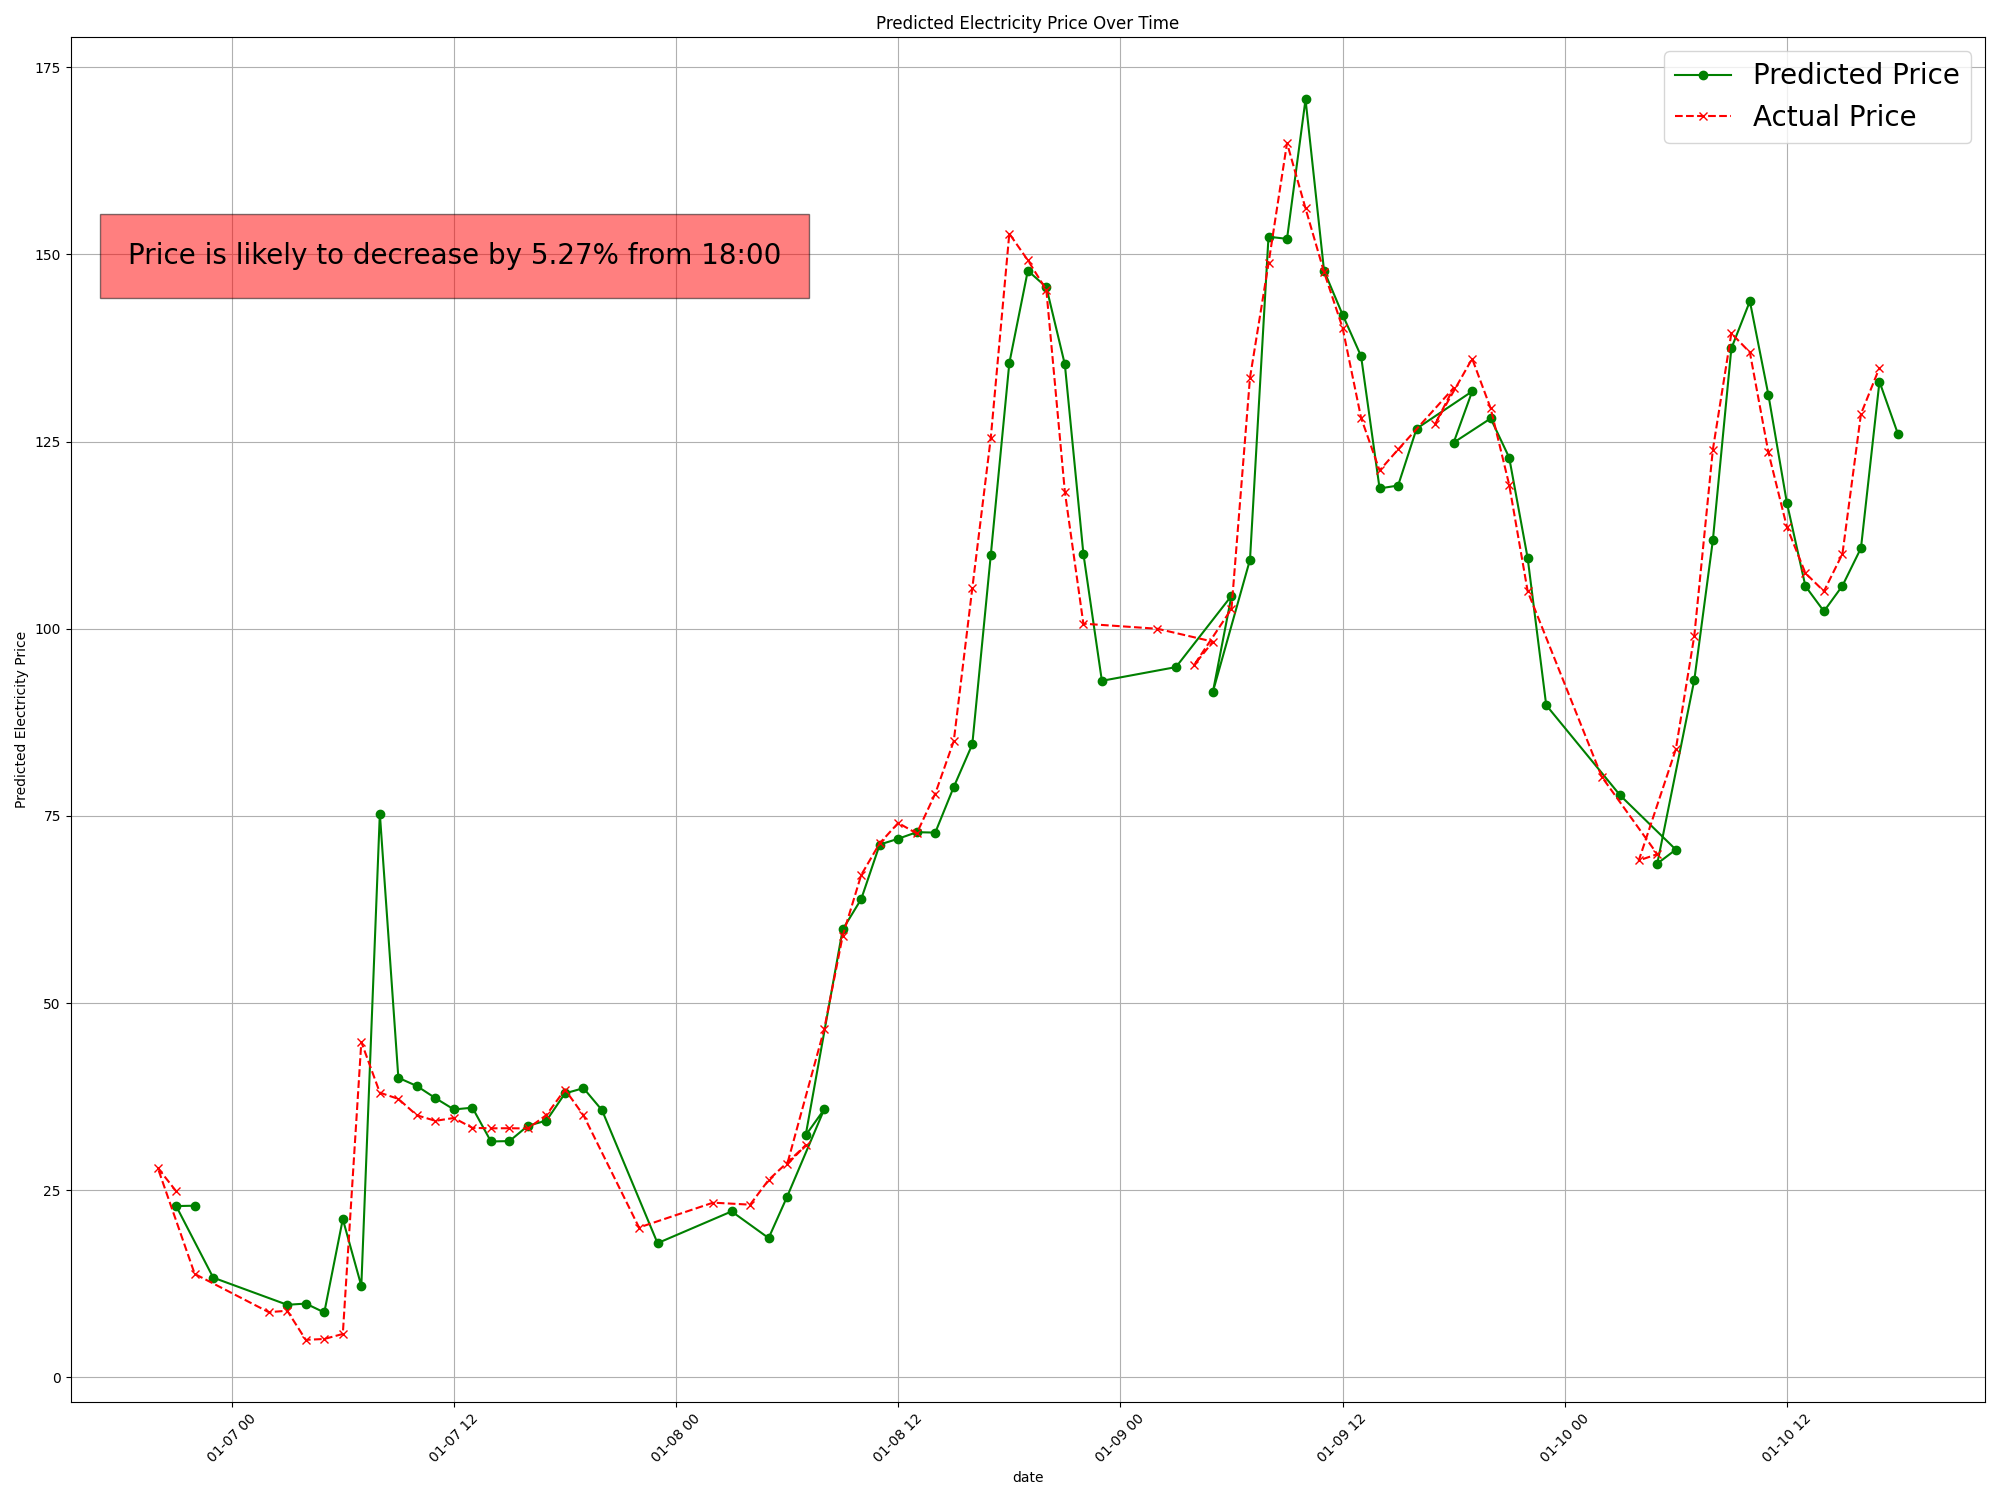 Predicted Electricity Price Over Time
Predicted Price
Actual Price
Price is likely to decrease by 5.27% from 18:00
Predicted Electricity Price
175
150
125
100
75
50
25
0
01-07 00
01-07 12
01-08 00
01-08 12
01-09 00
01-09 12
01-10 00
01-10 12
date